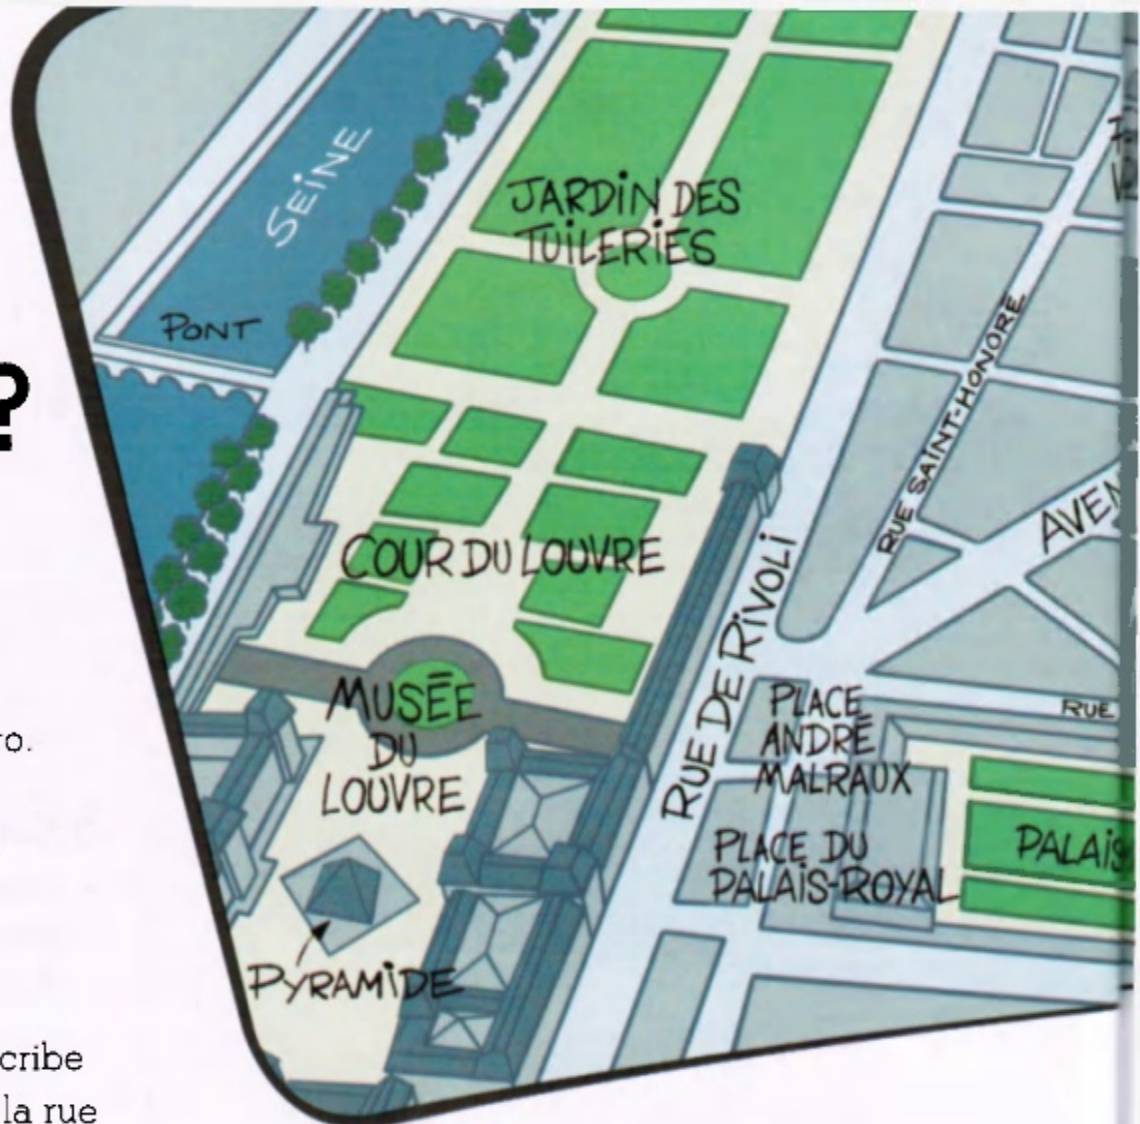 SEINE
JARDIN DES
TUILERIES
PONT
?
RUE SAINT-HONORÉ
AVEN
COUR DU LOUVRE
RUE DE RIVOLI
MUSÉE
DU
LOUVRE
PLACE
ANDRÉ
MALRAUX
RUE
ro.
PLACE DU
PALAIS-ROYAL
PALAIS
PYRAMIDE
cribe
la rue